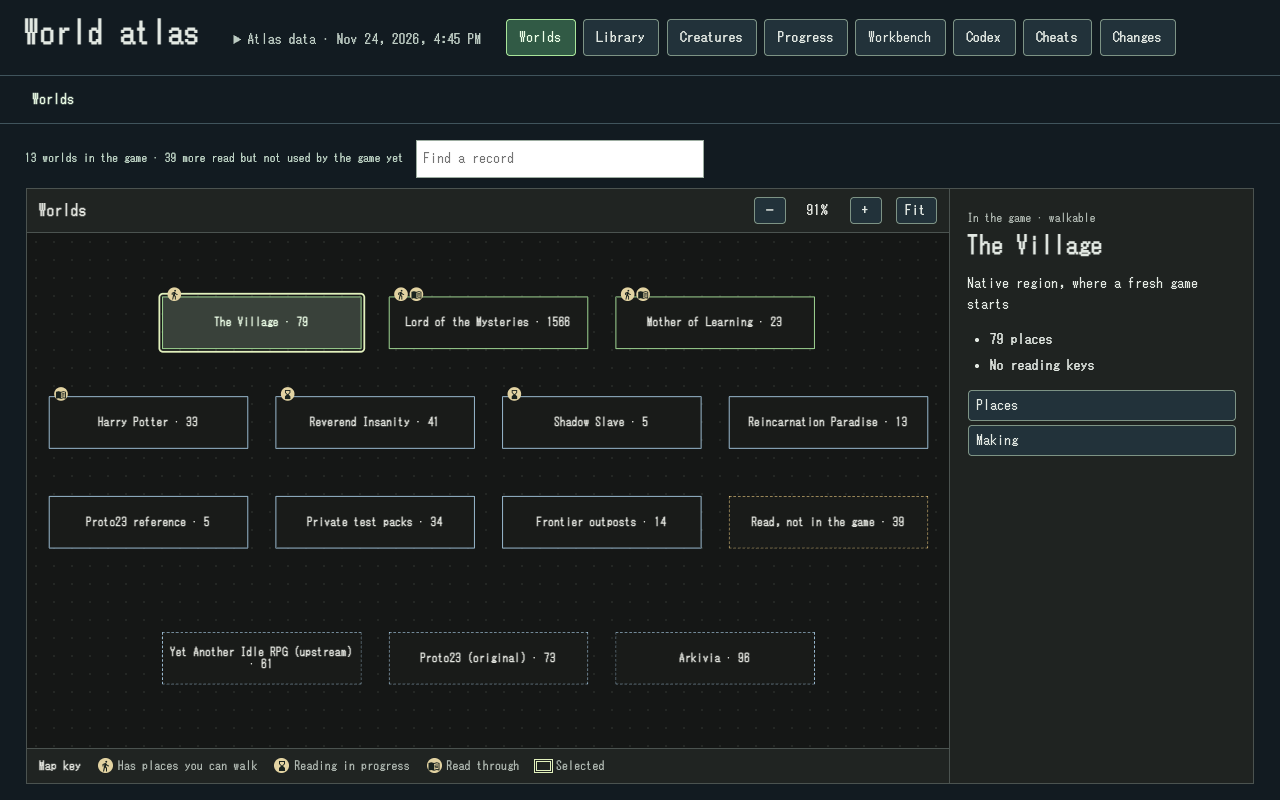 World atlas
▶ Atlas data · Nov 24, 2026, 4:45 PM
Worlds
Library
Creatures
Progress
Workbench
Codex
Cheats
Changes
Worlds
13 worlds in the game · 39 more read but not used by the game yet
Find a record
Worlds
−
91%
+
Fit
The Village · 79
Lord of the Mysteries · 1566
Mother of Learning · 23
Harry Potter · 33
Reverend Insanity · 41
Shadow Slave · 5
Reincarnation Paradise · 13
Proto23 reference · 5
Private test packs · 34
Frontier outposts · 14
Read, not in the game · 39
Yet Another Idle RPG (upstream)
· 61
Proto23 (original) · 73
Arkivia · 96
Map key
Has places you can walk
Reading in progress
Read through
Selected
In the game · walkable
The Village
Native region, where a fresh game
starts
• 79 places
• No reading keys
Places
Making